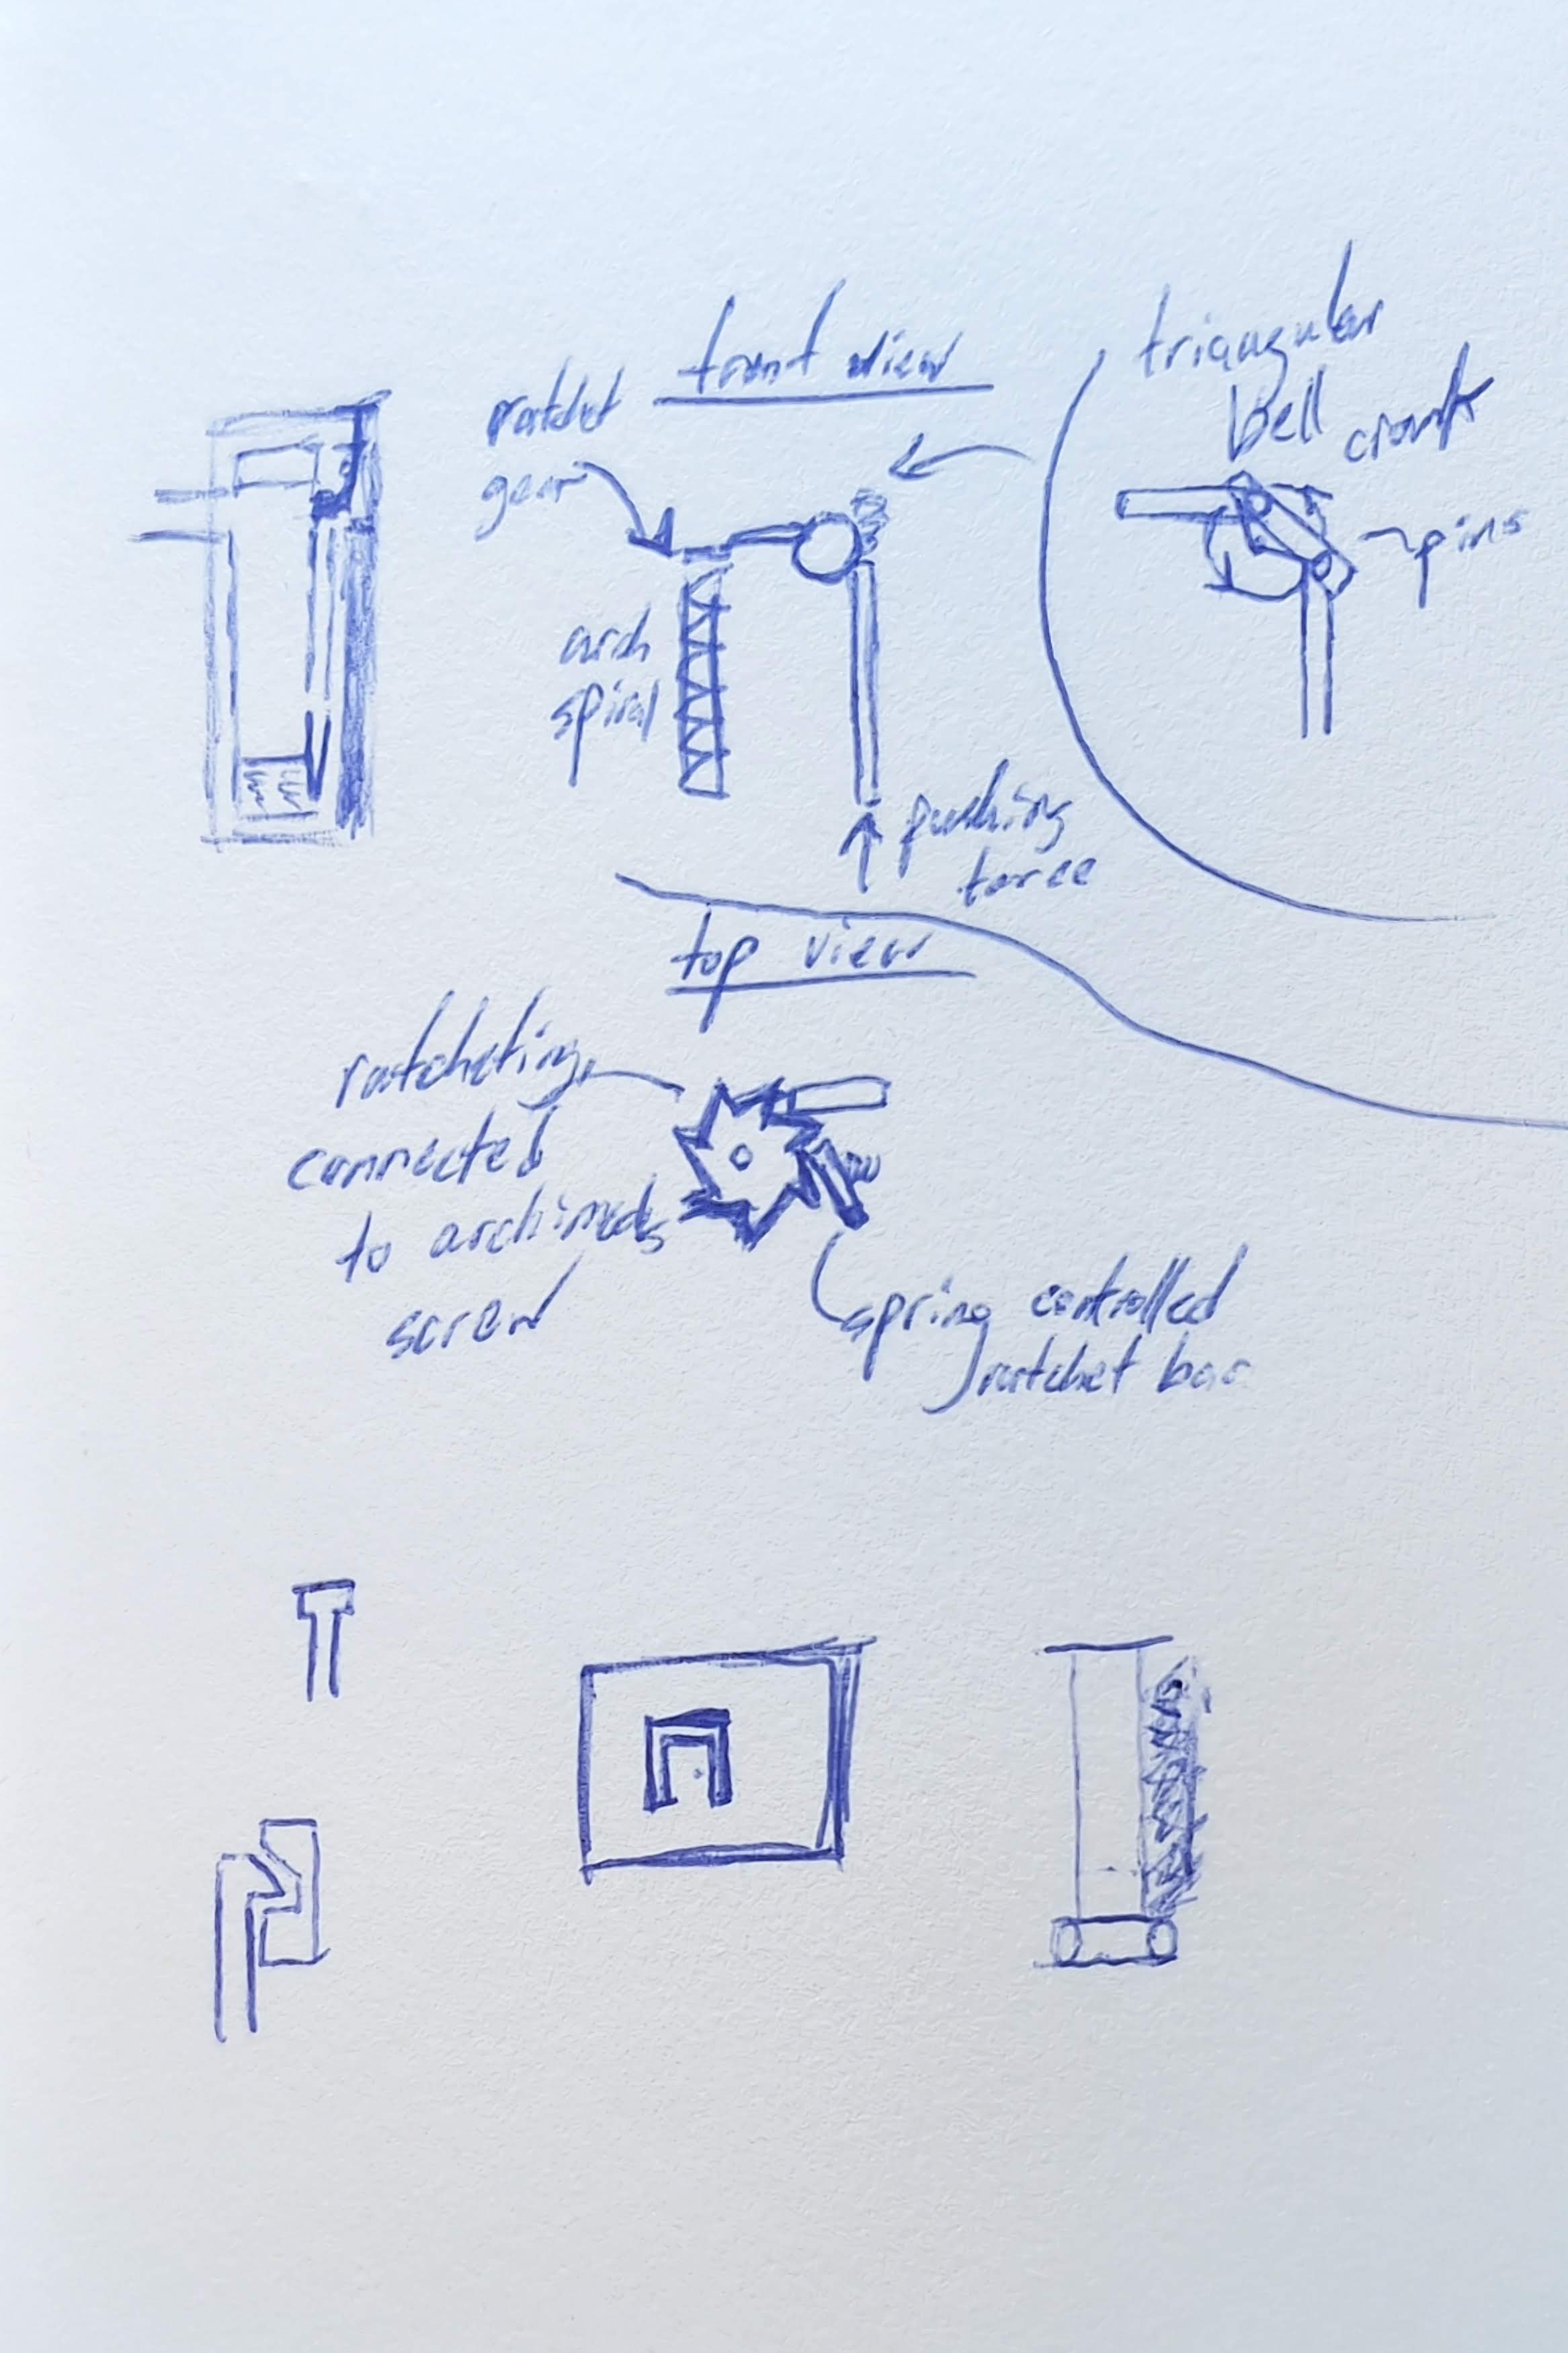 front view
ratchet
gear
arch
spiral
pushing
force
triangular
bell crank
pins
top view
ratcheting
connected
to archimeds
screw
spring controlled
ratchet bar